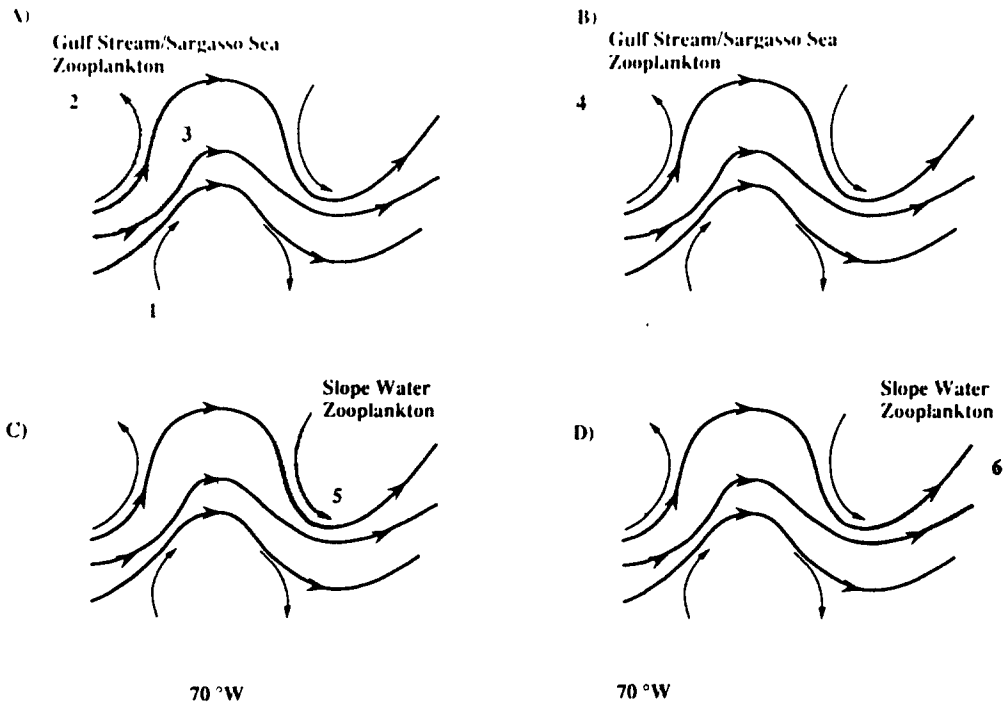 A)
Gulf Stream/Sargasso Sea
Zooplankton
2
3
1
B)
Gulf Stream/Sargasso Sea
Zooplankton
4
C)
Slope Water
Zooplankton
5
D)
Slope Water
Zooplankton
6
70 °W
70 °W